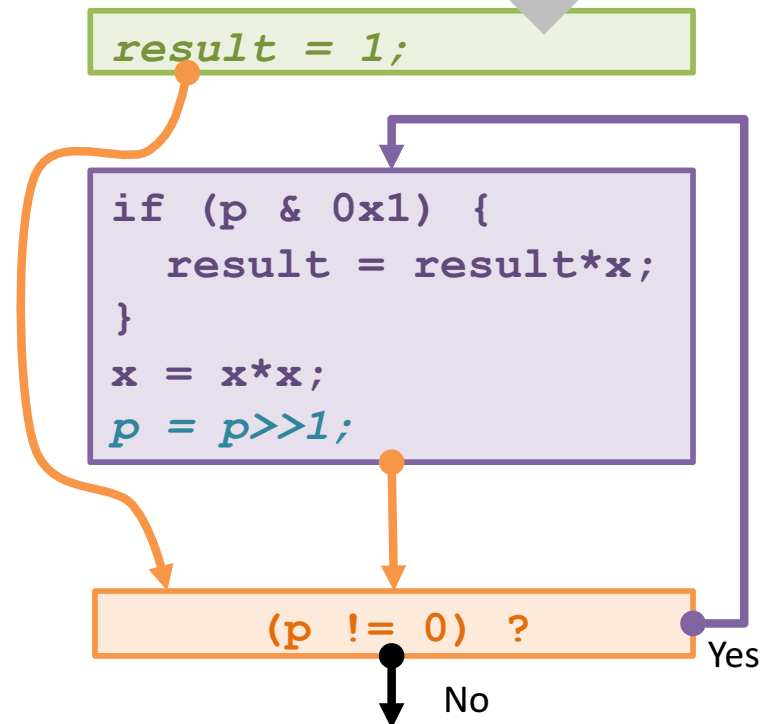 result = 1;
if (p & 0x1) {
result = result*x;
}
x = x*x;
p = p>>1;
(p != 0) ?
Yes
No